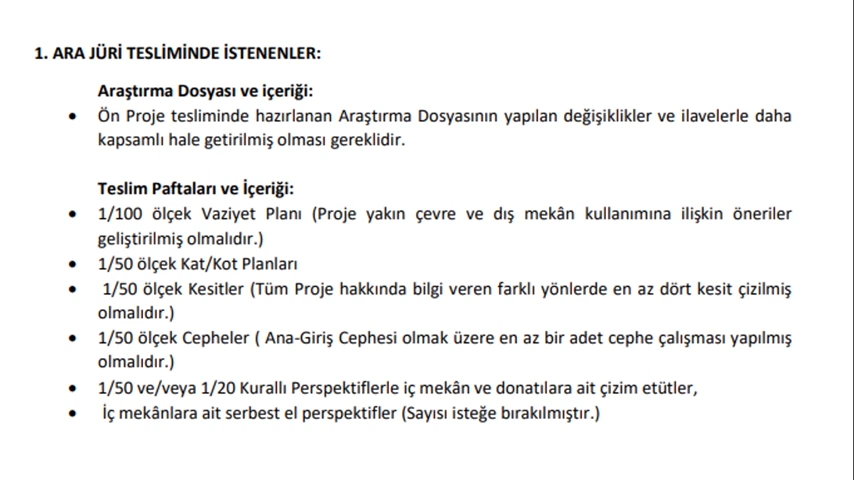 1. ARA JÜRİ TESLİMİNDE İSTENENLER:
Araştırma Dosyası ve içeriği:
• Ön Proje tesliminde hazırlanan Araştırma Dosyasının yapılan değişiklikler ve ilavelerle daha
kapsamlı hale getirilmiş olması gereklidir.
Teslim Paftaları ve İçeriği:
• 1/100 ölçek Vaziyet Planı (Proje yakın çevre ve dış mekân kullanımına ilişkin öneriler
geliştirilmiş olmalıdır.)
• 1/50 ölçek Kat/Kot Planları
• 1/50 ölçek Kesitler (Tüm Proje hakkında bilgi veren farklı yönlerde en az dört kesit çizilmiş
olmalıdır.)
• 1/50 ölçek Cepheler ( Ana-Giriş Cephesi olmak üzere en az bir adet cephe çalışması yapılmış
olmalıdır.)
• 1/50 ve/veya 1/20 Kurallı Perspektiflerle iç mekân ve donatılara ait çizim etütler,
• İç mekânlara ait serbest el perspektifler (Sayısı isteğe bırakılmıştır.)